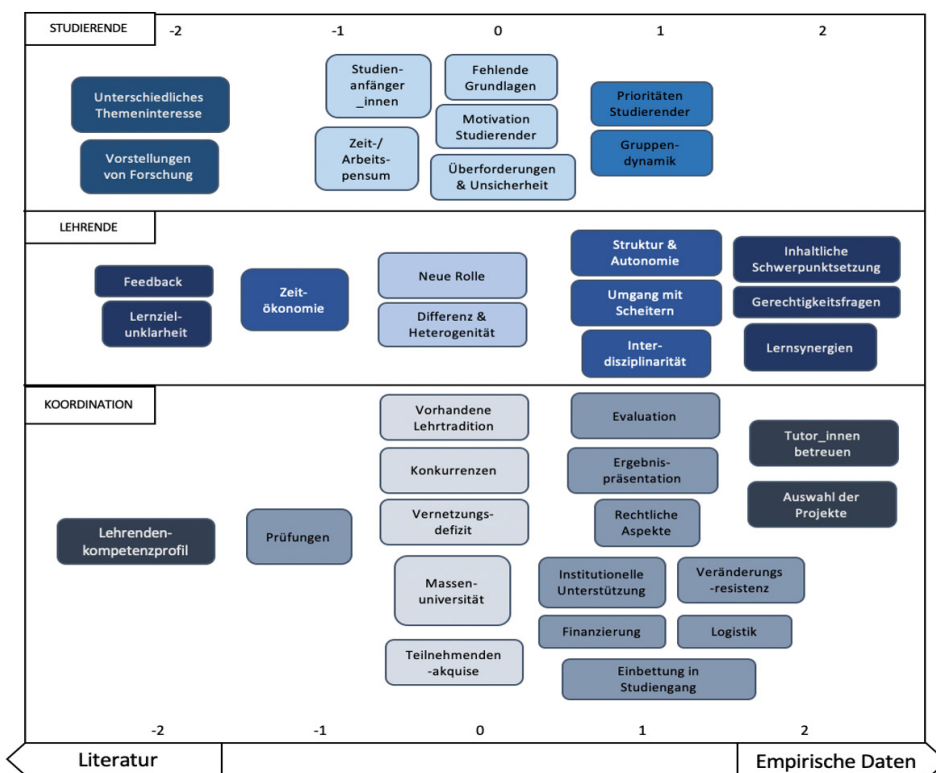 STUDIERENDE
-2
-1
0
1
2
Unterschiedliches
Themeninteresse
Vorstellungen
von Forschung
Studien-
anfänger
_innen
Zeit-/
Arbeits-
pensum
Fehlende
Grundlagen
Motivation
Studierender
Überforderungen
& Unsicherheit
Prioritäten
Studierender
Gruppen-
dynamik
LEHRENDE
Feedback
Lernziel-
unklarheit
Zeit-
ökonomie
Neue Rolle
Differenz &
Heterogenität
Struktur &
Autonomie
Umgang mit
Scheitern
Inter-
disziplinarität
Inhaltliche
Schwerpunktsetzung
Gerechtigkeitsfragen
Lernsynergien
KOORDINATION
Lehrenden-
kompetenzprofil
Prüfungen
Vorhandene
Lehrtradition
Konkurrenzen
Vernetzungs-
defizit
Massen-
universität
Teilnehmenden
-akquise
Evaluation
Ergebnis-
präsentation
Rechtliche
Aspekte
Institutionelle
Unterstützung
Veränderungs
-resistenz
Finanzierung
Logistik
Einbettung in
Studiengang
Tutor_innen
betreuen
Auswahl der
Projekte
-2
-1
0
1
2
Literatur
Empirische Daten